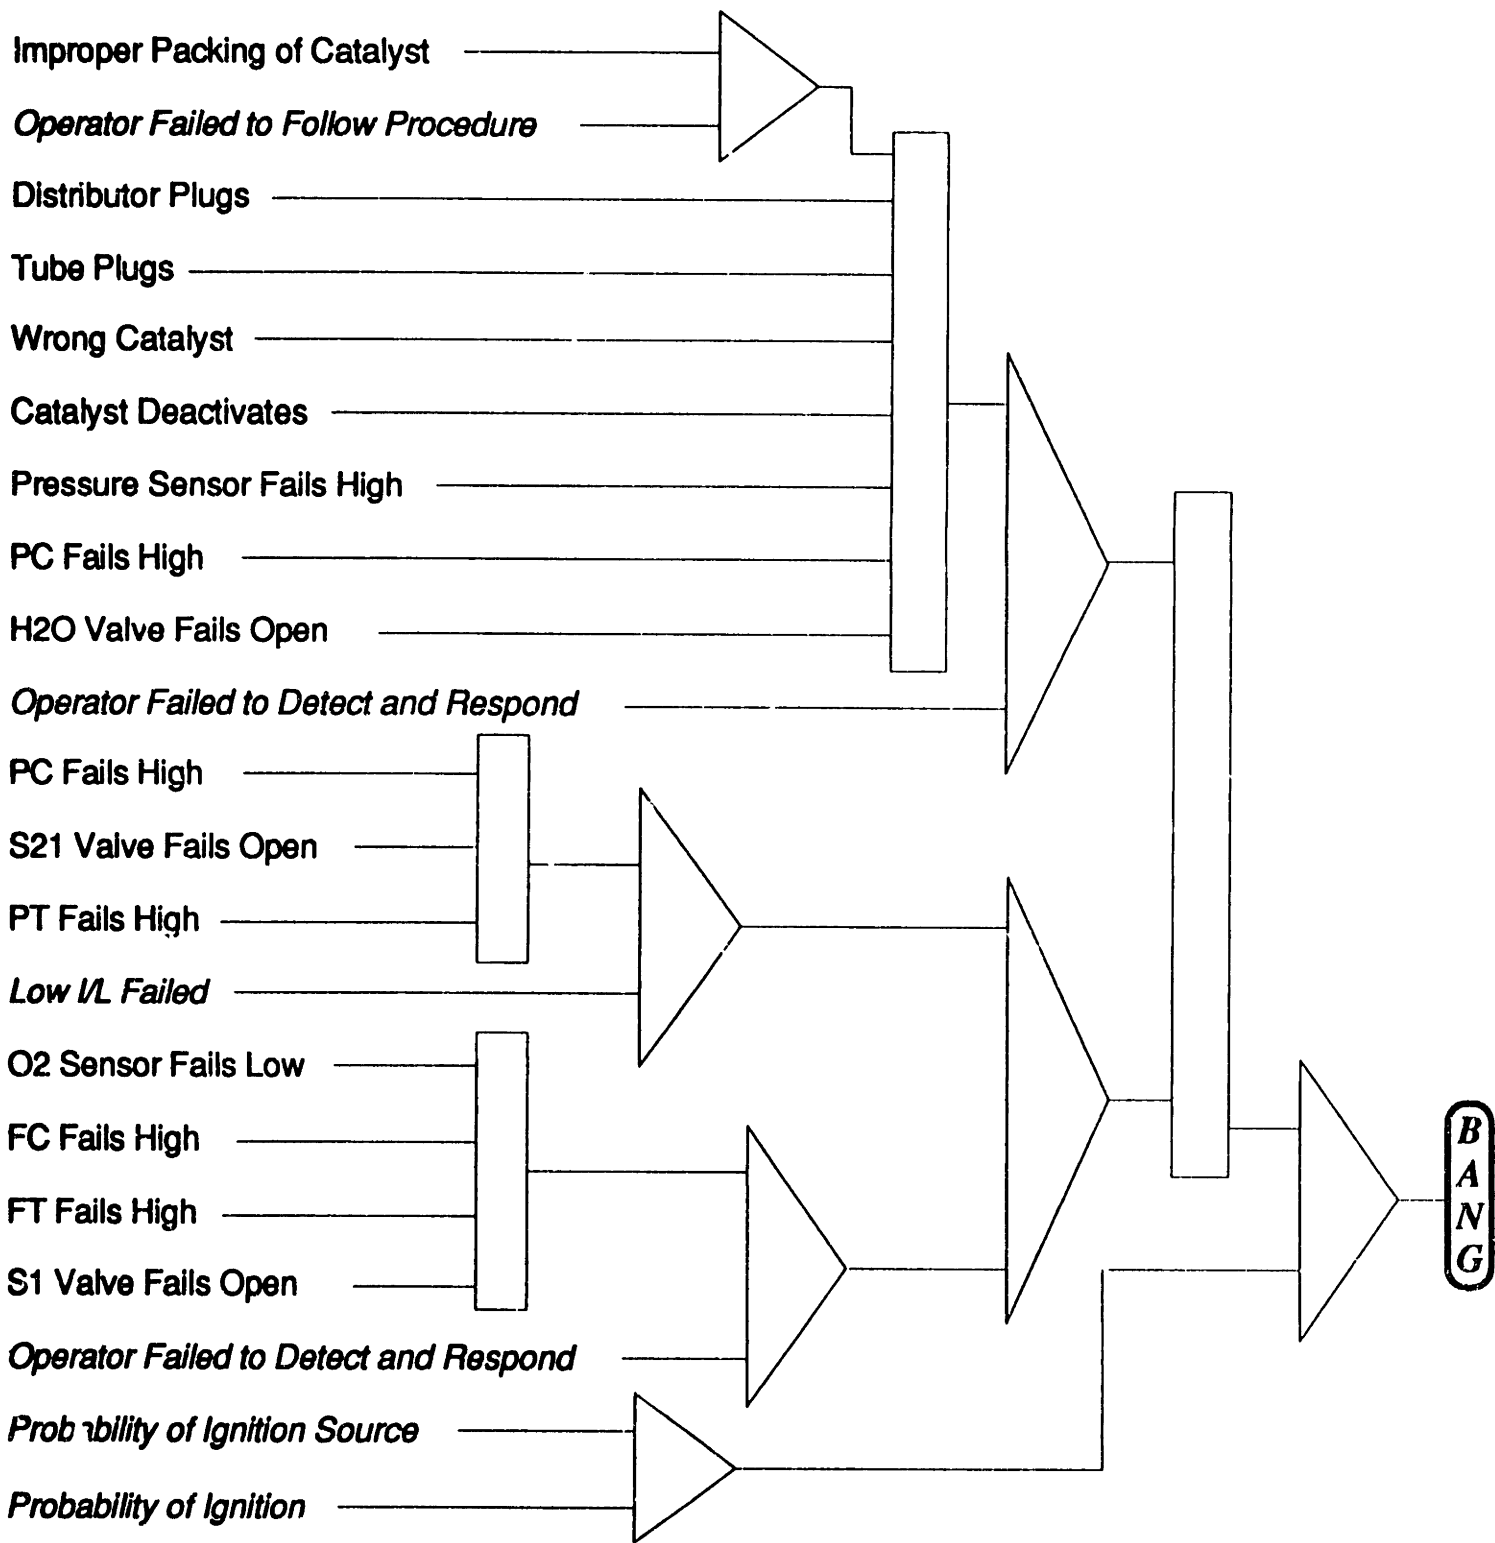 Improper Packing of Catalyst
Operator Failed to Follow Procedure
Distributor Plugs
Tube Plugs
Wrong Catalyst
Catalyst Deactivates
Pressure Sensor Fails High
PC Fails High
H2O Valve Fails Open
Operator Failed to Detect and Respond
PC Fails High
S21 Valve Fails Open
PT Fails High
Low I/L Failed
O2 Sensor Fails Low
FC Fails High
FT Fails High
S1 Valve Fails Open
Operator Failed to Detect and Respond
Probability of Ignition Source
Probability of Ignition
B
A
N
G